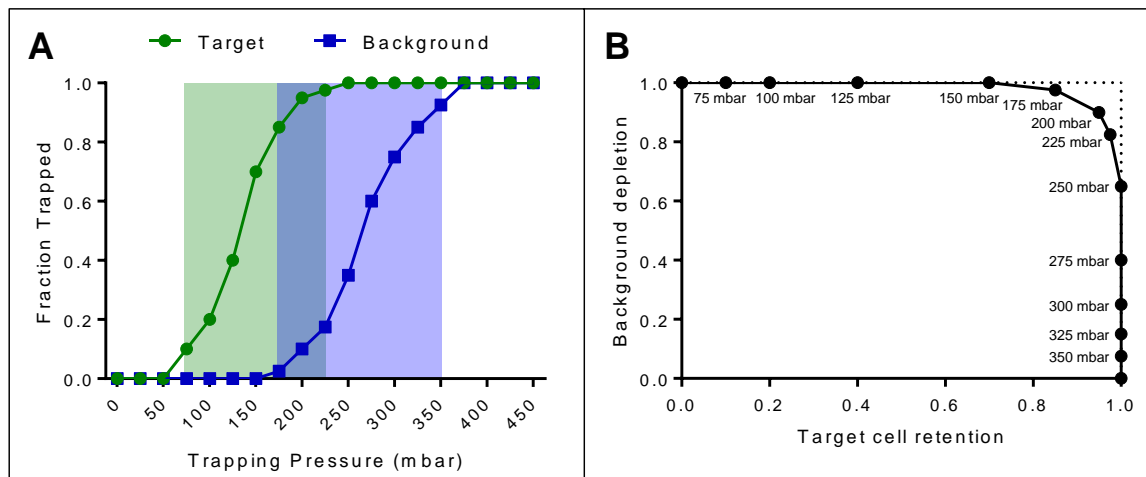 A
Target
Background
1.0
0.8
0.6
0.4
0.2
0.0
Fraction Trapped
0
50
100
150
200
250
300
350
400
450
Trapping Pressure (mbar)
B
1.0
0.8
0.6
0.4
0.2
0.0
Background depletion
75 mbar
100 mbar
125 mbar
150 mbar
175 mbar
200 mbar
225 mbar
250 mbar
275 mbar
300 mbar
325 mbar
350 mbar
0.0
0.2
0.4
0.6
0.8
1.0
Target cell retention